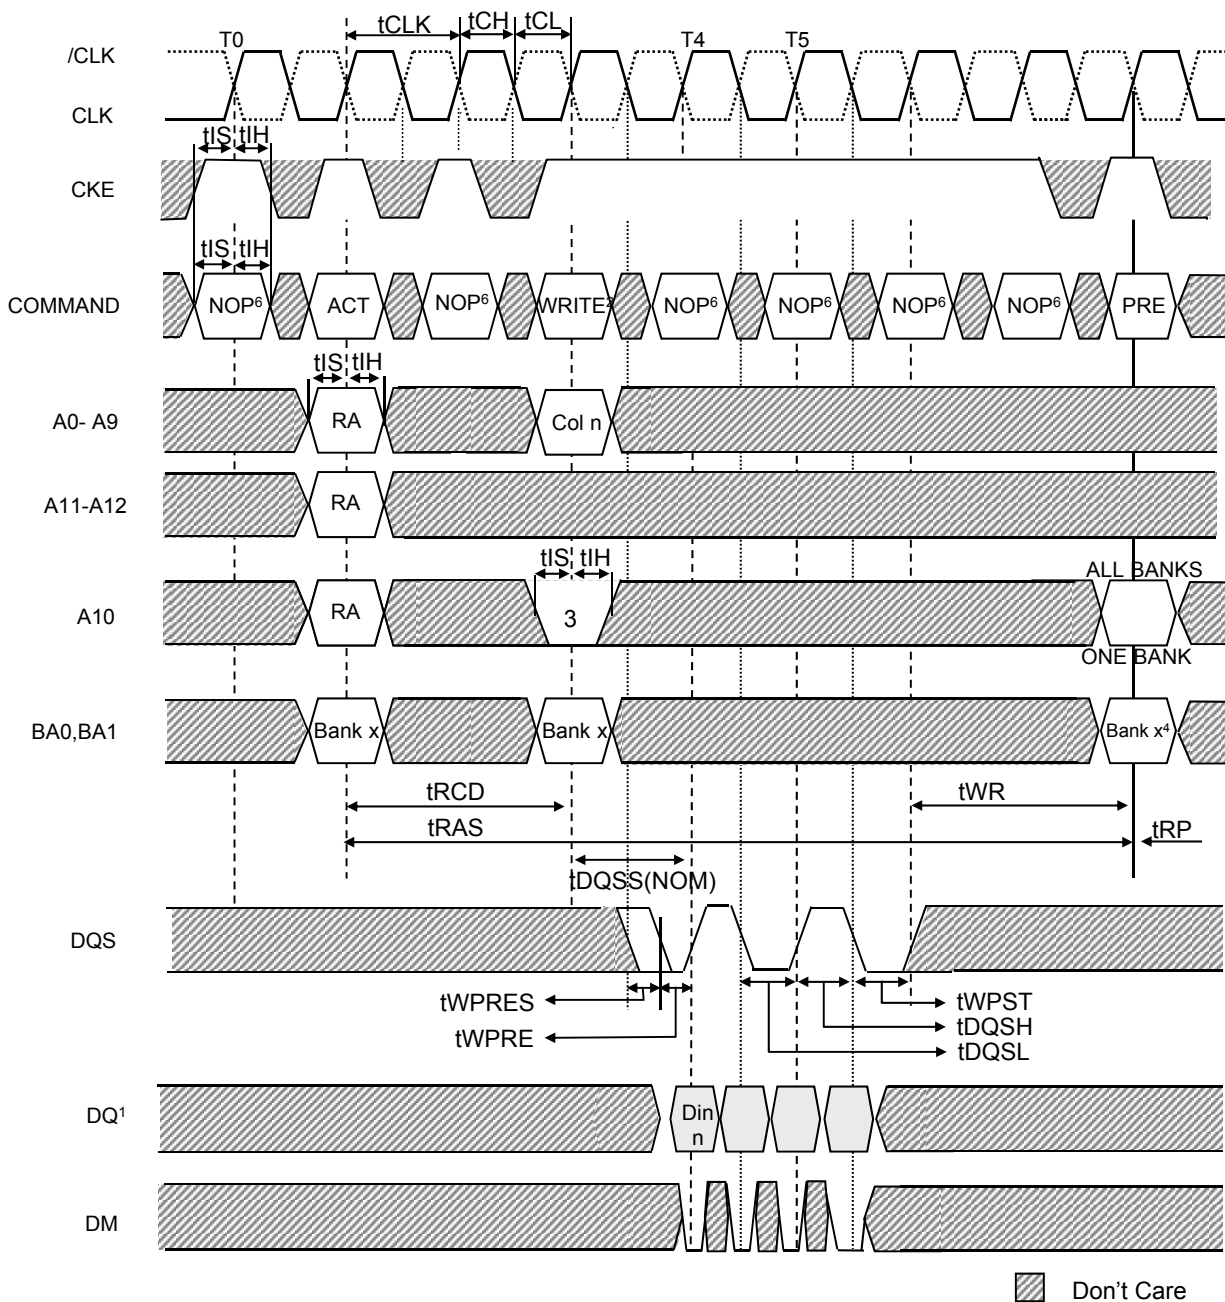 tCLK tCH tCL
T0 T4 T5
/CLK
CLK
tIS tIH
CKE
tIS tIH
COMMAND NOP6 ACT NOP6 WRITE2 NOP6 NOP6 NOP6 NOP6 PRE
tIS tIH
A0- A9 RA Col n
A11-A12 RA
tIS tIH
ALL BANKS
A10 RA 3
ONE BANK
BA0,BA1 Bank x Bank x Bank x4
tRCD tWR
tRAS tRP
tDQSS(NOM)
DQS
tWPRES tWPST
tWPRE tDQSH
tDQSL
DQ1 Din
n
DM
Don't Care